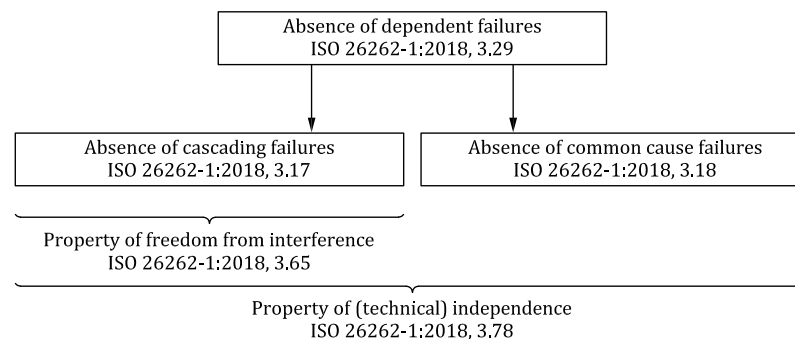 Absence of dependent failures
ISO 26262-1:2018, 3.29
Absence of cascading failures
ISO 26262-1:2018, 3.17
Absence of common cause failures
ISO 26262-1:2018, 3.18
Property of freedom from interference
ISO 26262-1:2018, 3.65
Property of (technical) independence
ISO 26262-1:2018, 3.78